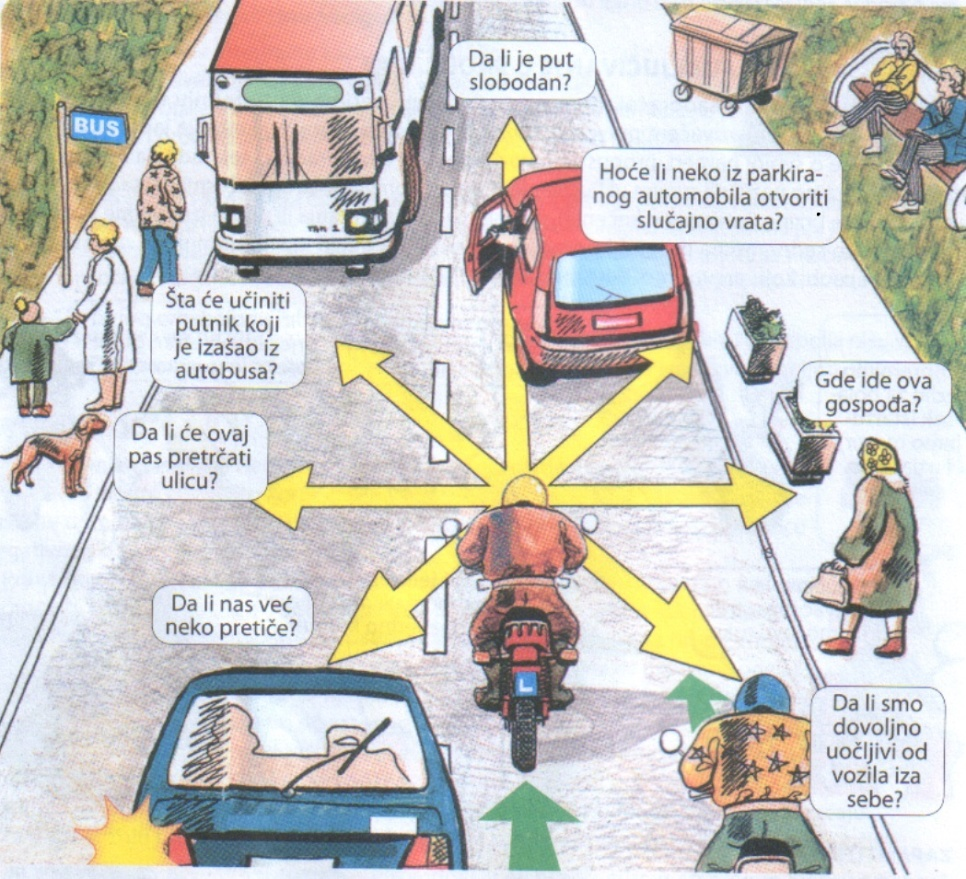 Da li je put
slobodan?
BUS
Hoće li neko iz parkira-
nog automobila otvoriti
slučajno vrata?
Šta će učiniti
putnik koji
je izašao iz
autobusa?
Gde ide ova
gospođa?
Da li će ovaj
pas pretrčati
ulicu?
Da li nas već
neko pretiče?
L
Da li smo
dovoljno
uočljivi od
vozila iza
sebe?